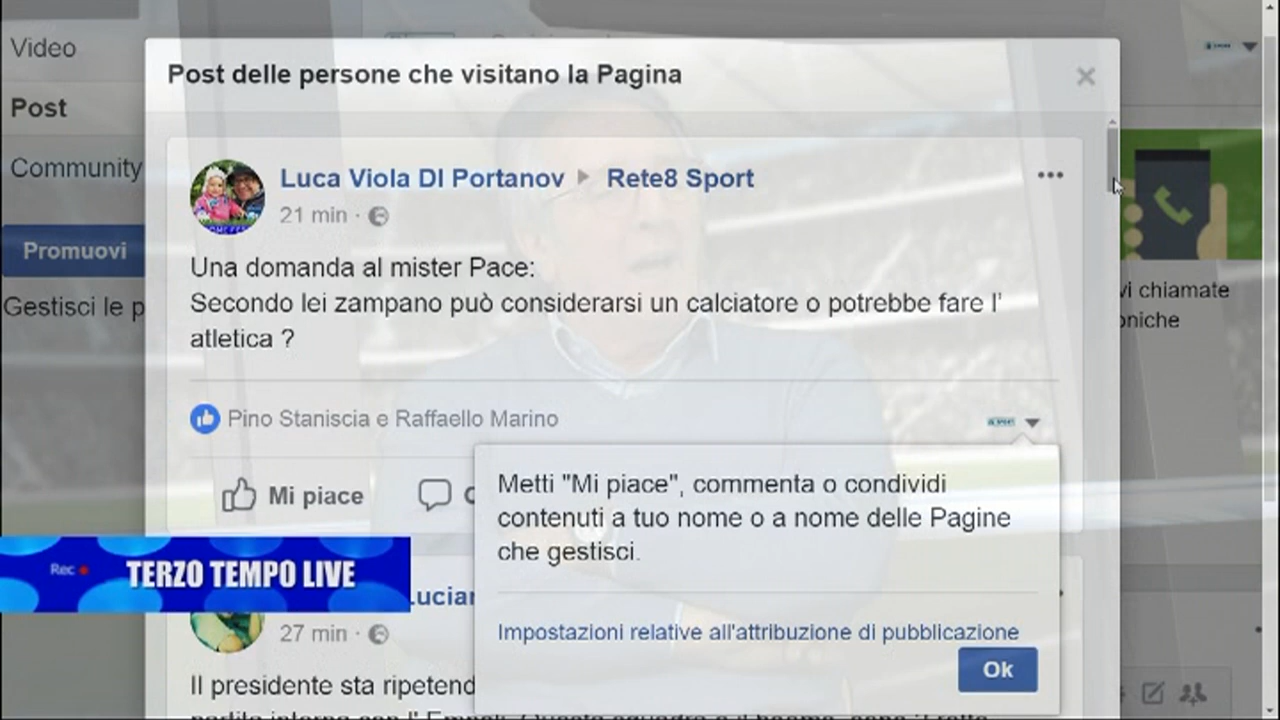 Video
Post delle persone che visitano la Pagina
Post
Community
Luca Viola DI Portanov Rete8 Sport
21 min ·
Promuovi
Una domanda al mister Pace:
Gestisci le p
Secondo lei zampano può considerarsi un calciatore o potrebbe fare l'
atletica ?
vi chiamate
oniche
Pino Staniscia e Raffaello Marino
Mi piace
C
Metti "Mi piace", commenta o condividi
contenuti a tuo nome o a nome delle Pagine
che gestisci.
Rec
TERZO TEMPO LIVE
Lucian
27 min ·
Impostazioni relative all'attribuzione di pubblicazione
Ok
Il presidente sta ripetend